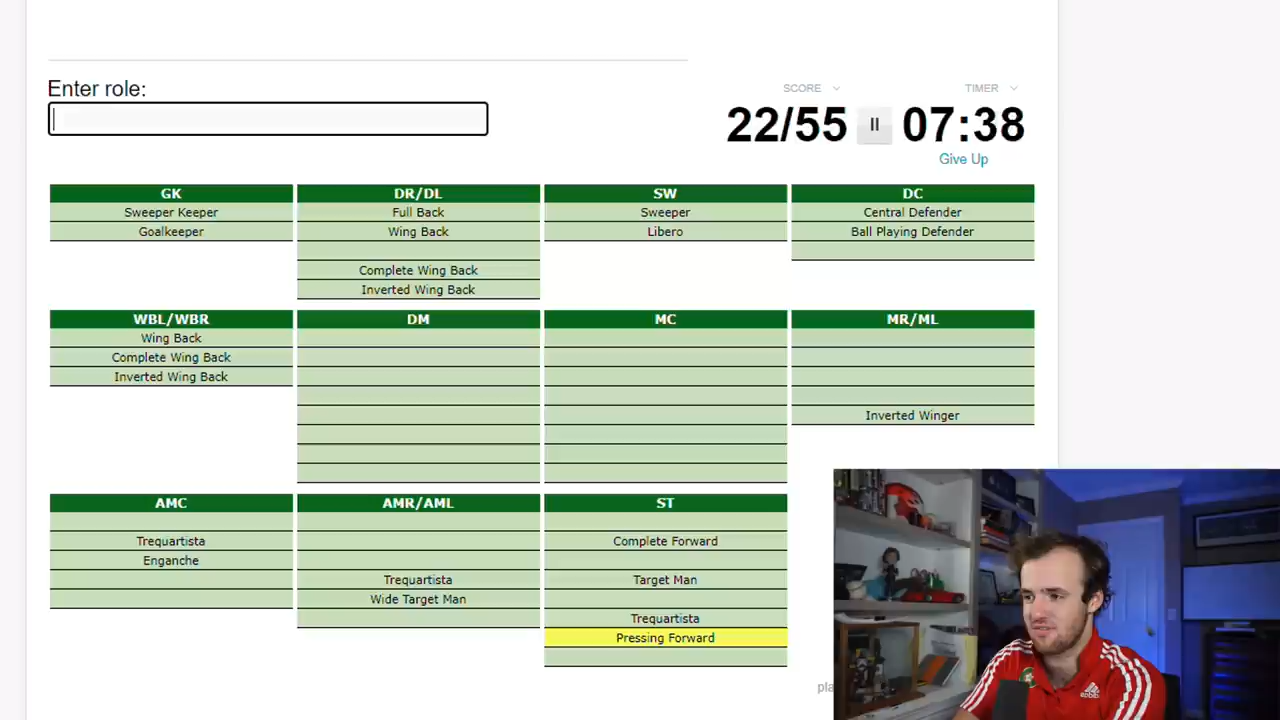 Enter role:
SCORE
TIMER
22/55
07:38
Give Up
GK
Sweeper Keeper
Goalkeeper
DR/DL
Full Back
Wing Back
Complete Wing Back
Inverted Wing Back
SW
Sweeper
Libero
DC
Central Defender
Ball Playing Defender
WBL/WBR
Wing Back
Complete Wing Back
Inverted Wing Back
DM
MC
MR/ML
Inverted Winger
AMC
Trequartista
Enganche
AMR/AML
Trequartista
Wide Target Man
ST
Complete Forward
Target Man
Trequartista
Pressing Forward
pla
adidas